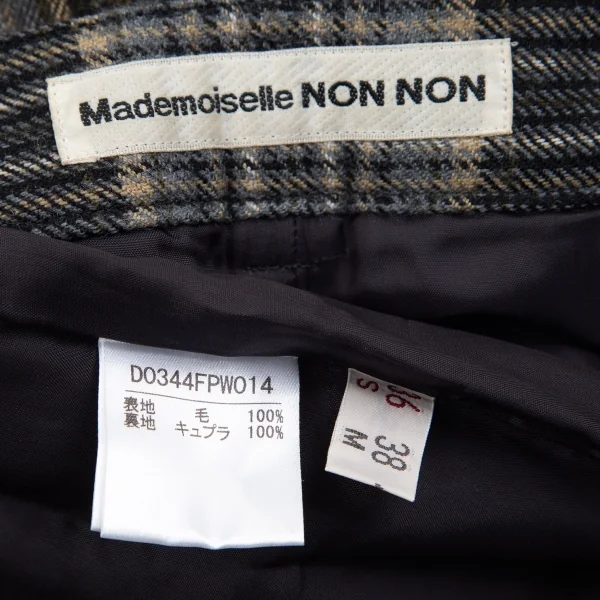 Mademoiselle NON NON
D0344FPW014
表地 毛 100%
裏地 キュプラ 100%
36 38
S M